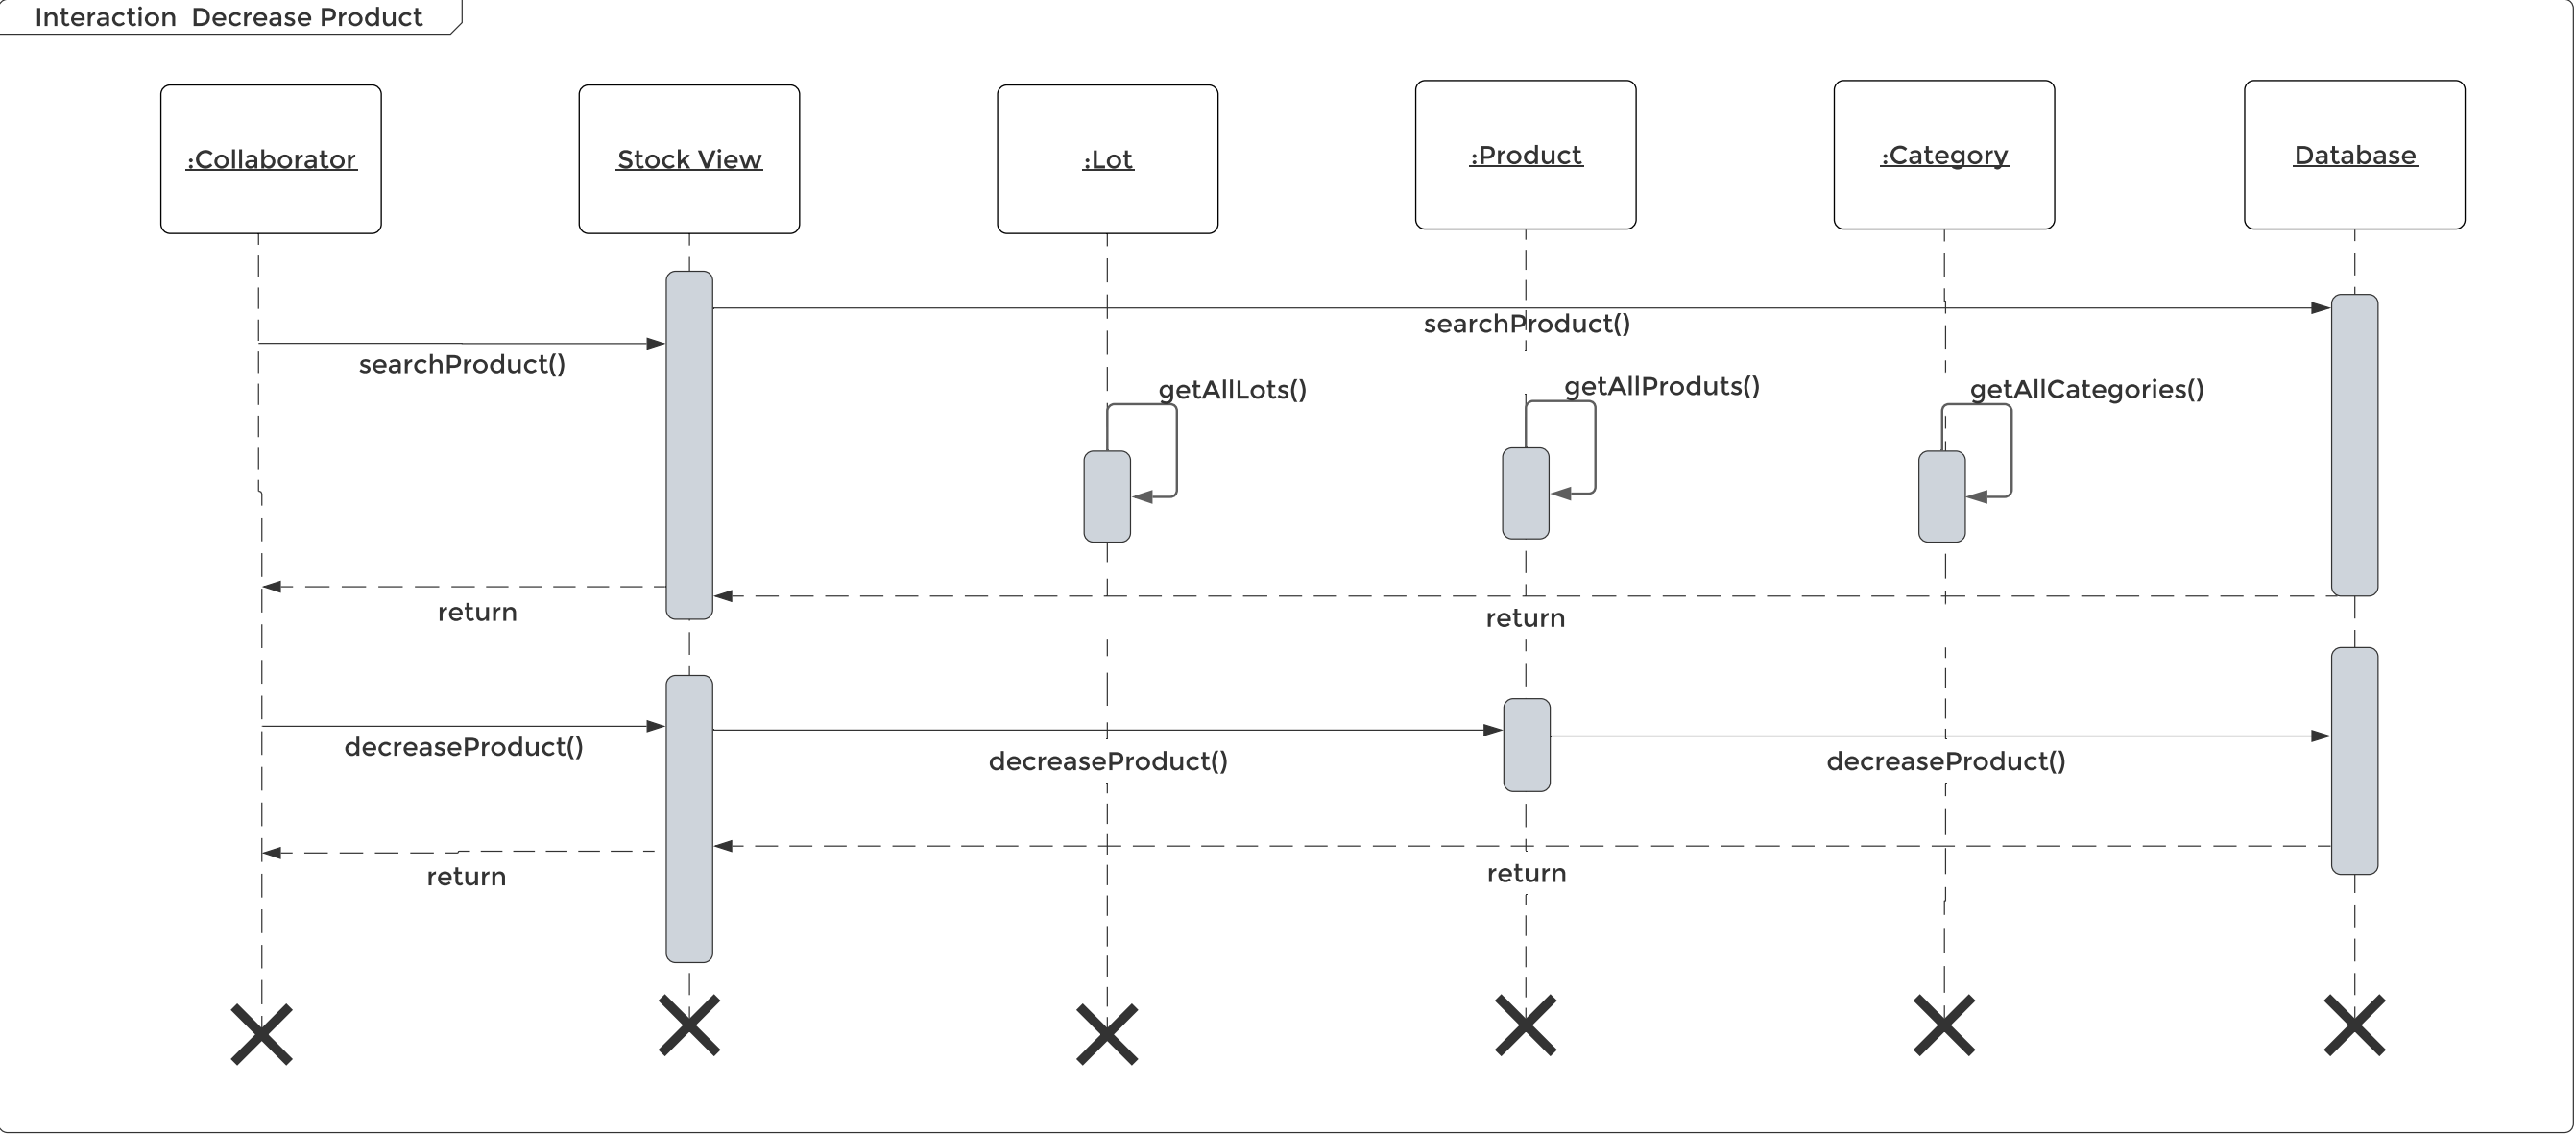 Interaction  Decrease Product
:Collaborator
Stock View
:Lot
:Product
:Category
Database
searchProduct()
searchProduct()
getAllLots()
getAllProduts()
getAllCategories()
return
return
decreaseProduct()
decreaseProduct()
decreaseProduct()
return
return